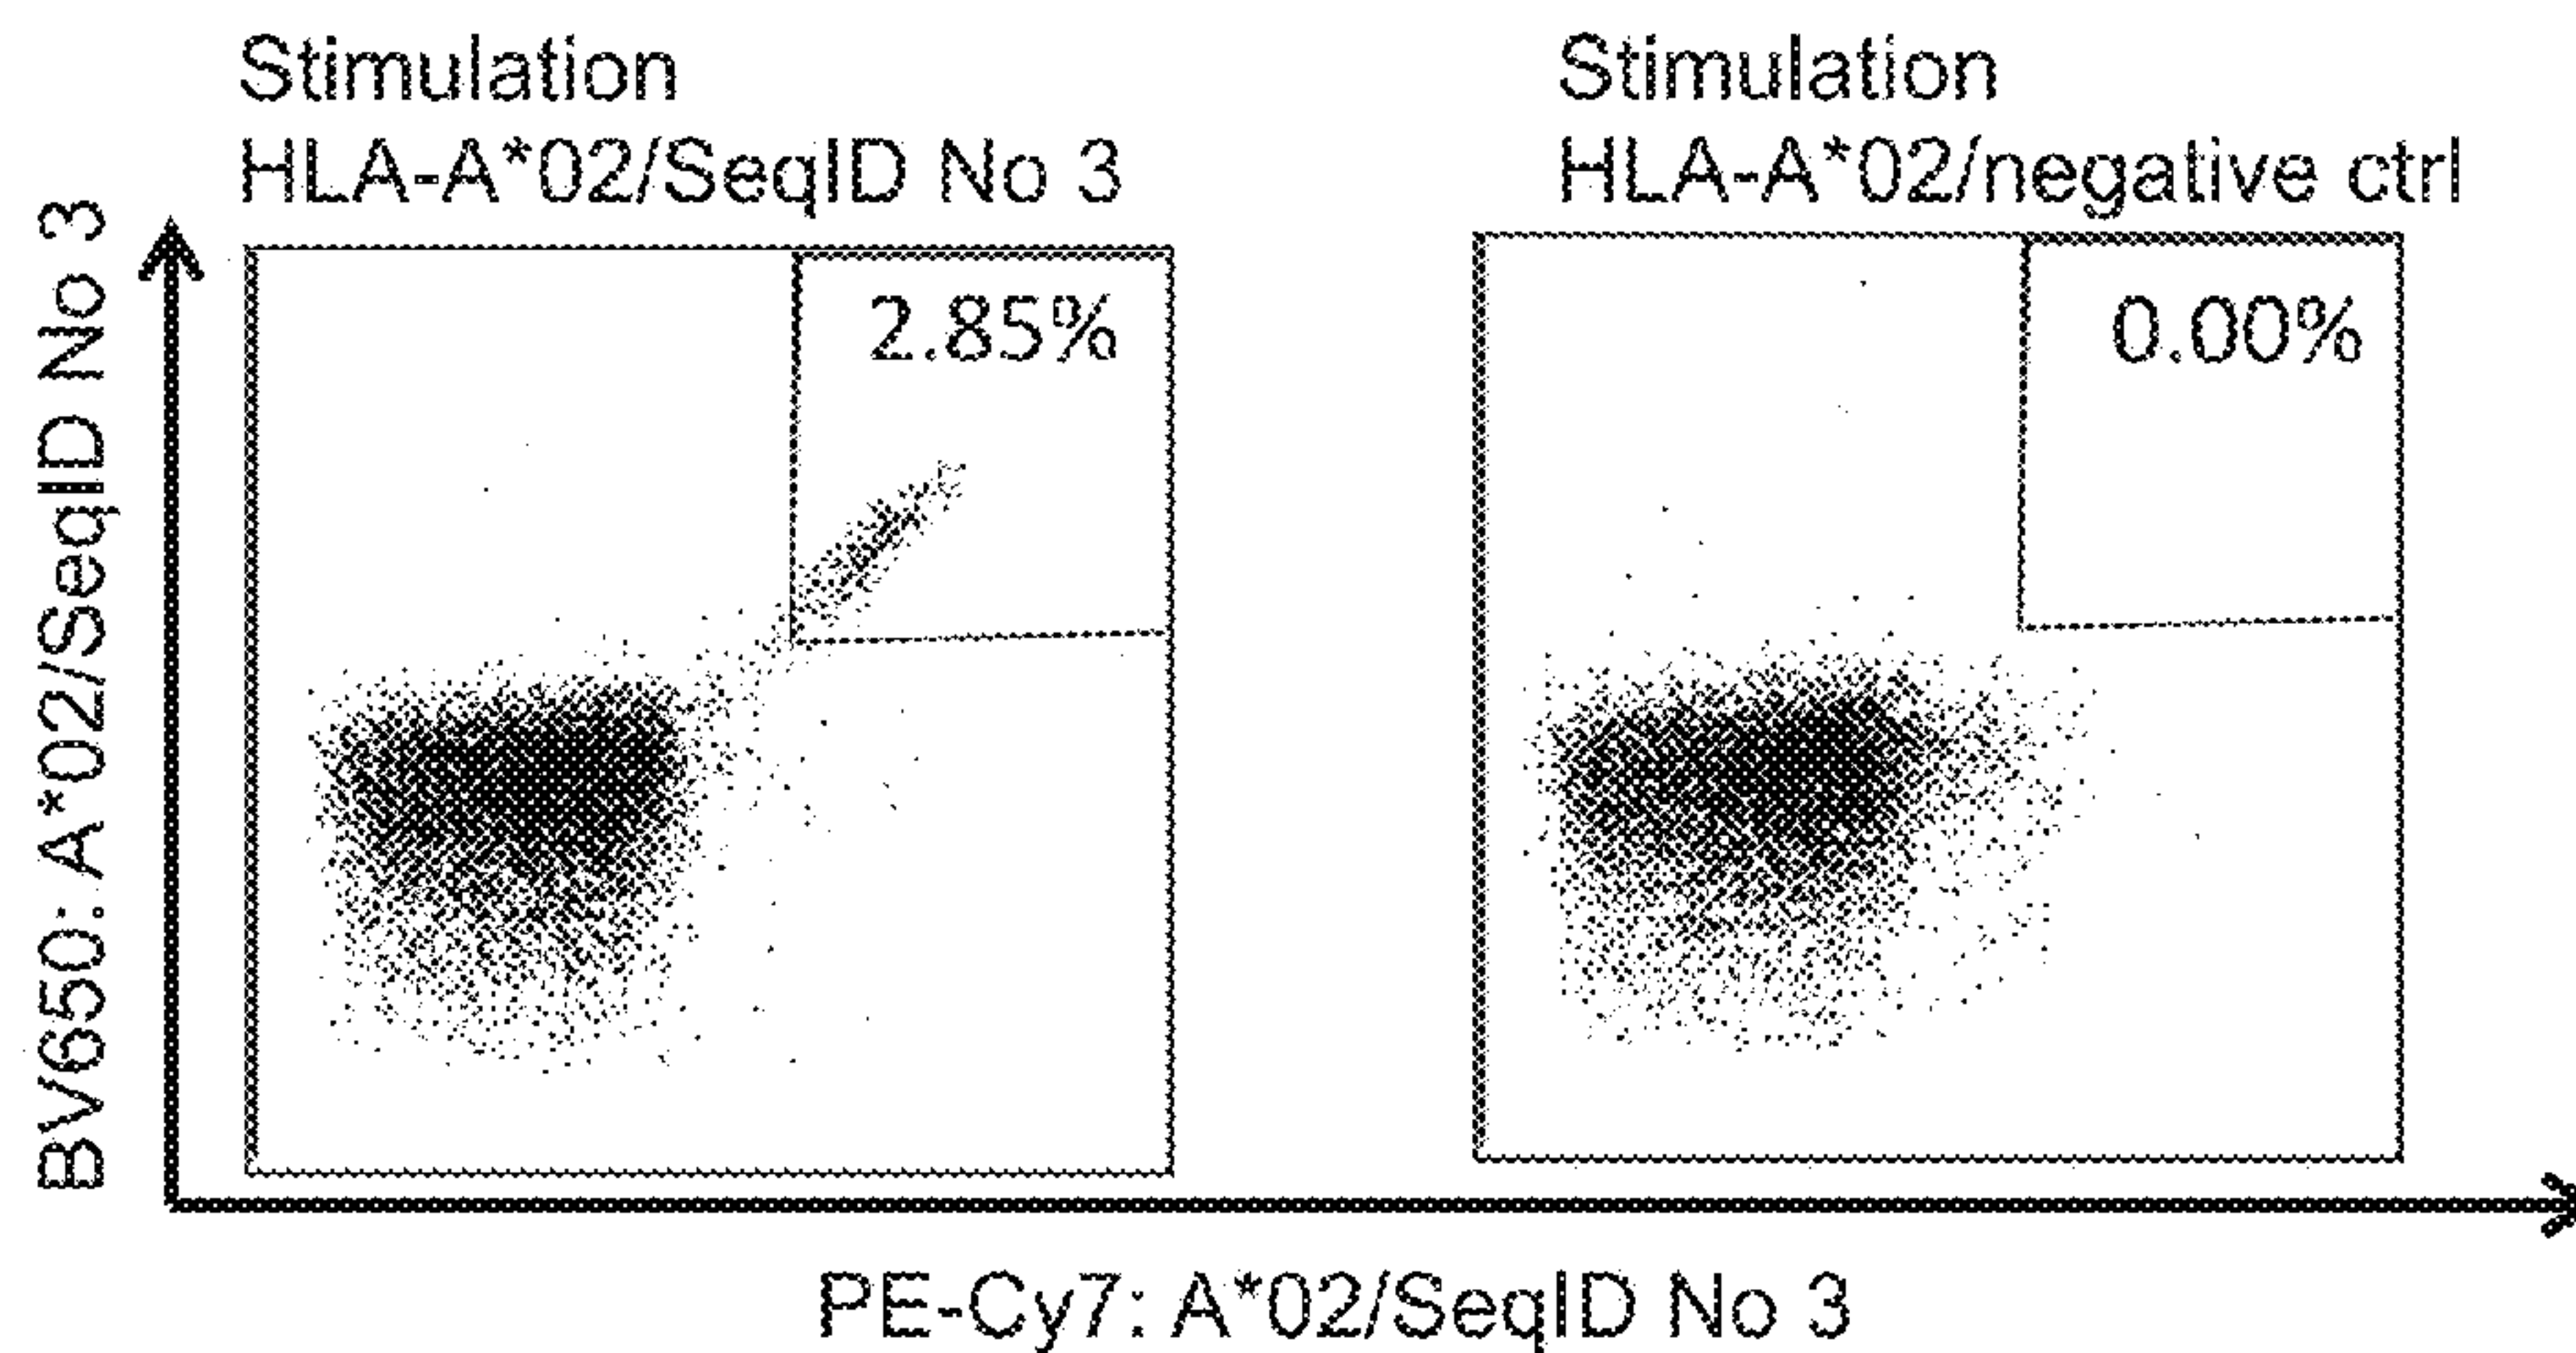 Stimulation
HLA-A*02/SeqID No 3
Stimulation
HLA-A*02/negative ctrl
BV650: A*02/SeqID No 3
2.85%
0.00%
PE-Cy7: A*02/SeqID No 3